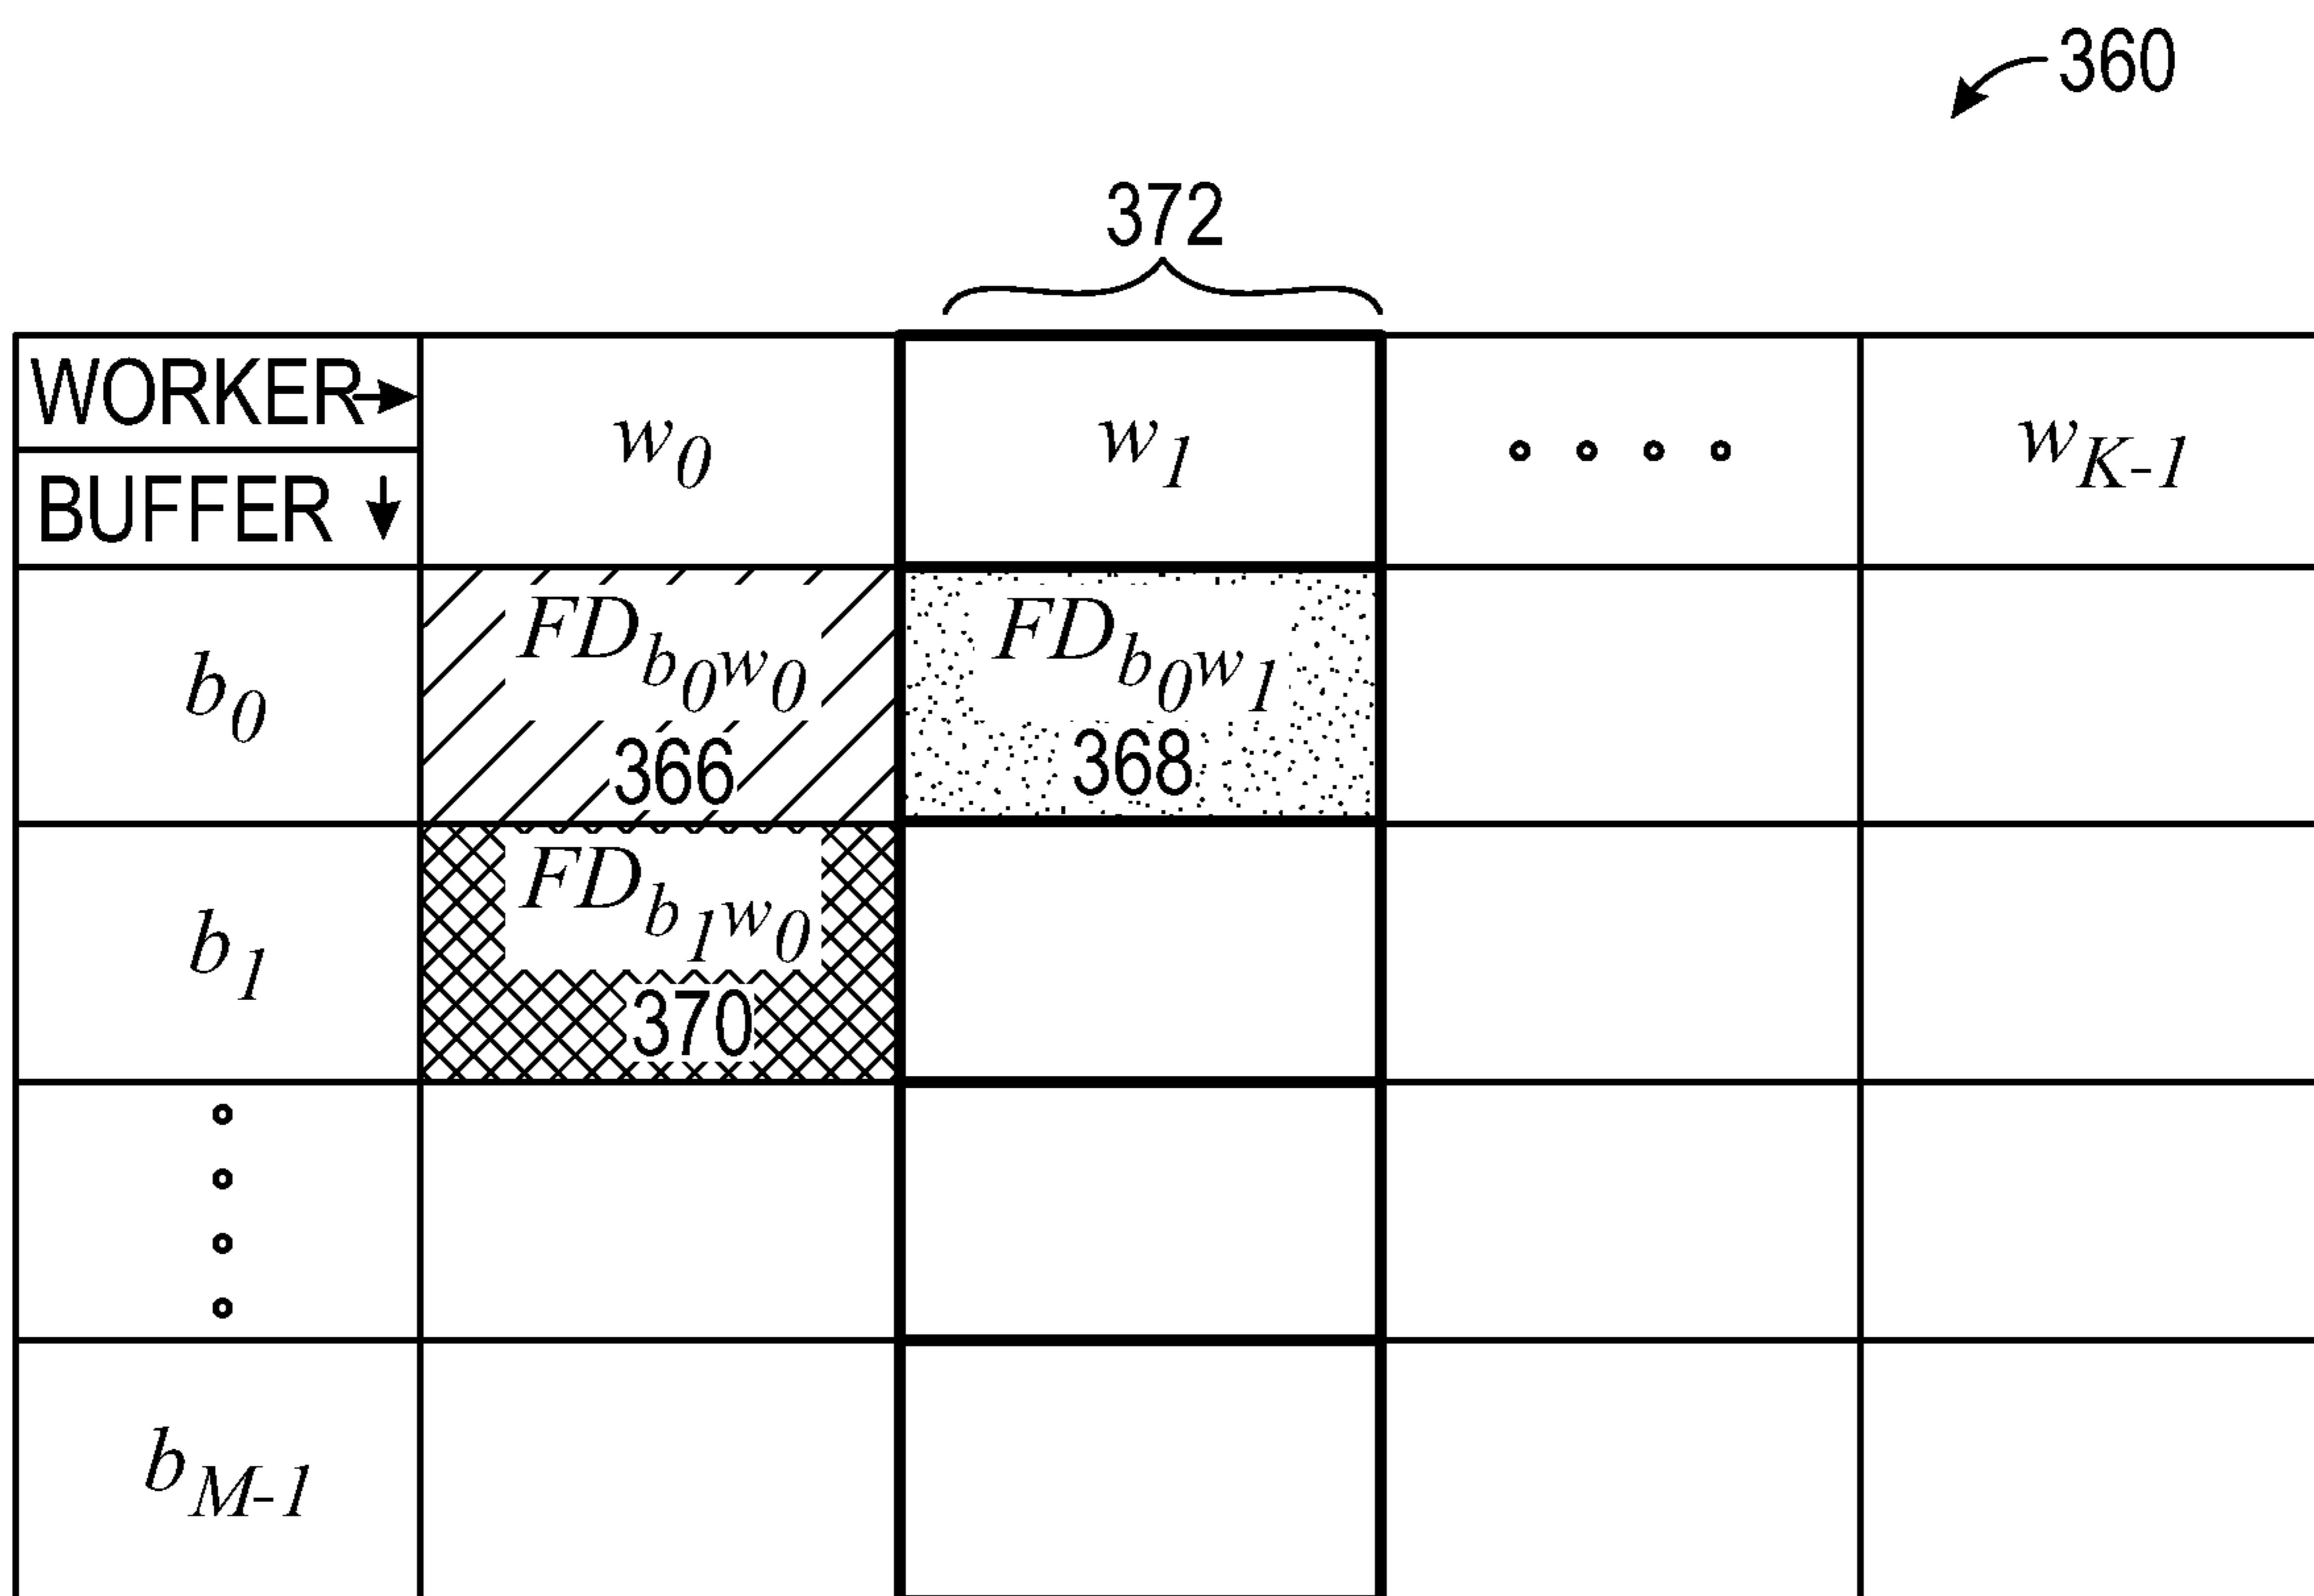 360
372
WORKER
BUFFER
w0 w1 wK-1
b0 FDb0w0 FDb0w1
366 368
b1 FDb1w0
370
bM-1